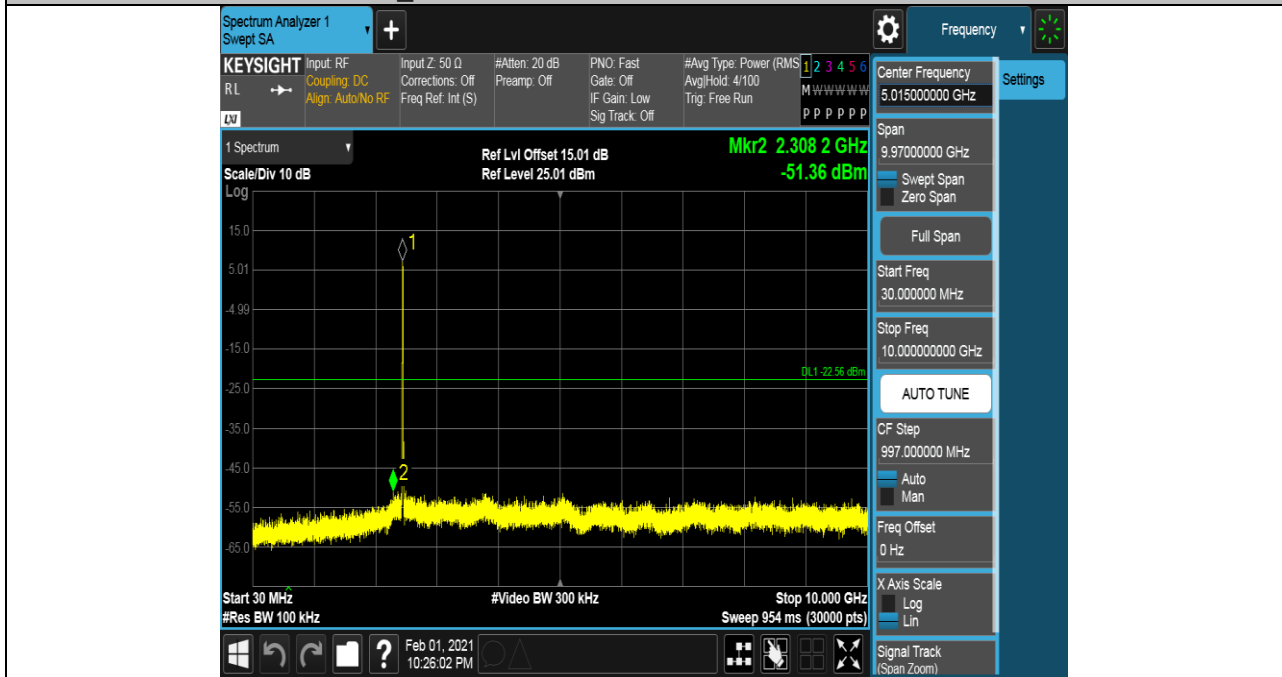 Spectrum Analyzer 1
Swept SA
+
Frequency
KEYSIGHT
RL
LXI
Input: RF
Coupling: DC
Align: Auto/No RF
Input Z: 50 Ω
Corrections: Off
Freq Ref: Int (S)
#Atten: 20 dB
Preamp: Off
PNO: Fast
Gate: Off
IF Gain: Low
Sig Track: Off
#Avg Type: Power (RMS
Avg|Hold: 4/100
Trig: Free Run
1 2 3 4 5 6
M W W W W W
P P P P P P
1 Spectrum
Scale/Div 10 dB
Log
Ref Lvl Offset 15.01 dB
Ref Level 25.01 dBm
Mkr2 2.308 2 GHz
-51.36 dBm
15.0
5.01
-4.99
-15.0
-25.0
-35.0
-45.0
-55.0
-65.0
1
2
DL1 -22.56 dBm
Start 30 MHz
#Res BW 100 kHz
#Video BW 300 kHz
Stop 10.000 GHz
Sweep 954 ms (30000 pts)
Center Frequency
5.015000000 GHz
Settings
Span
9.97000000 GHz
Swept Span
Zero Span
Full Span
Start Freq
30.000000 MHz
Stop Freq
10.000000000 GHz
AUTO TUNE
CF Step
997.000000 MHz
Auto
Man
Freq Offset
0 Hz
X Axis Scale
Log
Lin
Signal Track
(Span Zoom)
?
Feb 01, 2021
10:26:02 PM